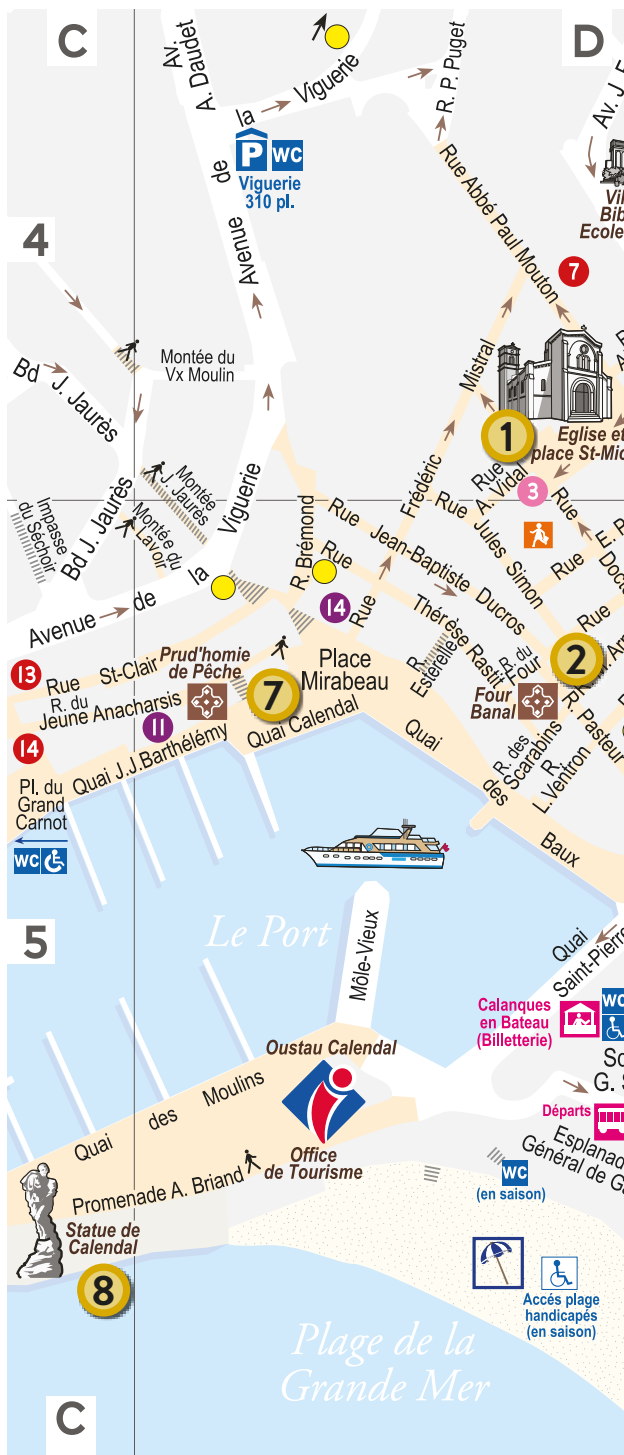 C
D
Av.
A. Daudet
Viguerie
R. P. Puget
Av. J.
P
WC
Viguerie
310 pl.
Avenue de la
Rue Abbé Paul Mouton
Ecole
4
7
Montée du
Vx Moulin
Mistral
Bd J. Jaurès
1
Eglise et
place St-Mic
Rue
A. Vidal
3
Montée
J. Jaurès
Impasse
du Séchoir
Bd J. Jaurès
Montée du
Lavoir
Viguerie
Frédéric
Rue Jules Simon
Rue
Rue
Rue
Rue Jean-Baptiste Ducros
R. Brémond
Avenue de la
14
Rue
Rue Thérèse Rastit
Prud'homie
de Pêche
Place
Mirabeau
R.
Esterelle
R. du
Four
2
13
Rue St-Clair
7
Four
Banal
R. du
Jeune Anacharsis
11
Quai Calendal
R. Pasteur
14
Quai J.J.Barthélémy
R. des
Scarabins
R.
L. Ventron
Pl. du
Grand
Carnot
WC
Quai des Baux
5
Le Port
Môle-Vieux
Quai
Saint-Pierre
Calanques
en Bateau
(Billetterie)
WC
Oustau Calendal
G. S
Quai des Moulins
Départs
Esplanad
Général de Ga
Office
de Tourisme
WC
(en saison)
Promenade A. Briand
Statue de
Calendal
8
Accés plage
handicapés
(en saison)
Plage de la
Grande Mer
C